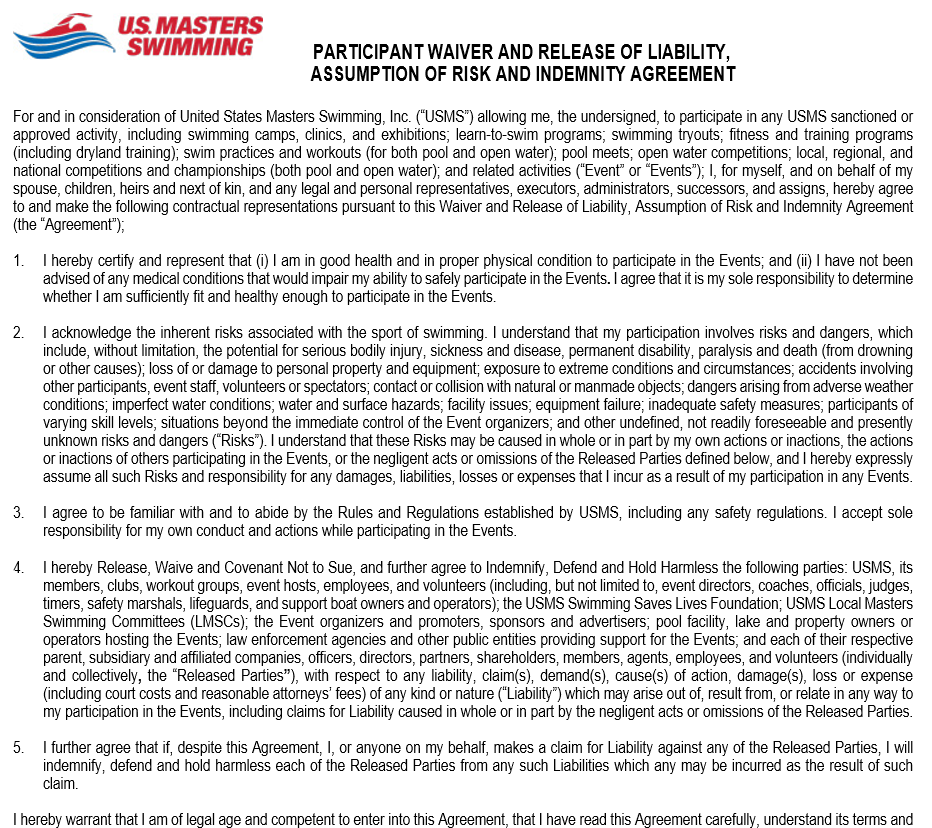 U.S. MASTERS
SWIMMING
PARTICIPANT WAIVER AND RELEASE OF LIABILITY,
ASSUMPTION OF RISK AND INDEMNITY AGREEMENT
For and in consideration of United States Masters Swimming, Inc. (“USMS”) allowing me, the undersigned, to participate in any USMS sanctioned or
approved activity, including swimming camps, clinics, and exhibitions; learn-to-swim programs; swimming tryouts; fitness and training programs
(including dryland training); swim practices and workouts (for both pool and open water); pool meets; open water competitions; local, regional, and
national competitions and championships (both pool and open water); and related activities (“Event” or “Events”); I, for myself, and on behalf of my
spouse, children, heirs and next of kin, and any legal and personal representatives, executors, administrators, successors, and assigns, hereby agree
to and make the following contractual representations pursuant to this Waiver and Release of Liability, Assumption of Risk and Indemnity Agreement
(the “Agreement”);
1. I hereby certify and represent that (i) I am in good health and in proper physical condition to participate in the Events; and (ii) I have not been
advised of any medical conditions that would impair my ability to safely participate in the Events. I agree that it is my sole responsibility to determine
whether I am sufficiently fit and healthy enough to participate in the Events.
2. I acknowledge the inherent risks associated with the sport of swimming. I understand that my participation involves risks and dangers, which
include, without limitation, the potential for serious bodily injury, sickness and disease, permanent disability, paralysis and death (from drowning
or other causes); loss of or damage to personal property and equipment; exposure to extreme conditions and circumstances; accidents involving
other participants, event staff, volunteers or spectators; contact or collision with natural or manmade objects; dangers arising from adverse weather
conditions; imperfect water conditions; water and surface hazards; facility issues; equipment failure; inadequate safety measures; participants of
varying skill levels; situations beyond the immediate control of the Event organizers; and other undefined, not readily foreseeable and presently
unknown risks and dangers (“Risks”). I understand that these Risks may be caused in whole or in part by my own actions or inactions, the actions
or inactions of others participating in the Events, or the negligent acts or omissions of the Released Parties defined below, and I hereby expressly
assume all such Risks and responsibility for any damages, liabilities, losses or expenses that I incur as a result of my participation in any Events.
3. I agree to be familiar with and to abide by the Rules and Regulations established by USMS, including any safety regulations. I accept sole
responsibility for my own conduct and actions while participating in the Events.
4. I hereby Release, Waive and Covenant Not to Sue, and further agree to Indemnify, Defend and Hold Harmless the following parties: USMS, its
members, clubs, workout groups, event hosts, employees, and volunteers (including, but not limited to, event directors, coaches, officials, judges,
timers, safety marshals, lifeguards, and support boat owners and operators); the USMS Swimming Saves Lives Foundation; USMS Local Masters
Swimming Committees (LMSCs); the Event organizers and promoters, sponsors and advertisers; pool facility, lake and property owners or
operators hosting the Events; law enforcement agencies and other public entities providing support for the Events; and each of their respective
parent, subsidiary and affiliated companies, officers, directors, partners, shareholders, members, agents, employees, and volunteers (individually
and collectively, the “Released Parties”), with respect to any liability, claim(s), demand(s), cause(s) of action, damage(s), loss or expense
(including court costs and reasonable attorneys’ fees) of any kind or nature (“Liability”) which may arise out of, result from, or relate in any way to
my participation in the Events, including claims for Liability caused in whole or in part by the negligent acts or omissions of the Released Parties.
5. I further agree that if, despite this Agreement, I, or anyone on my behalf, makes a claim for Liability against any of the Released Parties, I will
indemnify, defend and hold harmless each of the Released Parties from any such Liabilities which any may be incurred as the result of such
claim.
I hereby warrant that I am of legal age and competent to enter into this Agreement, that I have read this Agreement carefully, understand its terms and